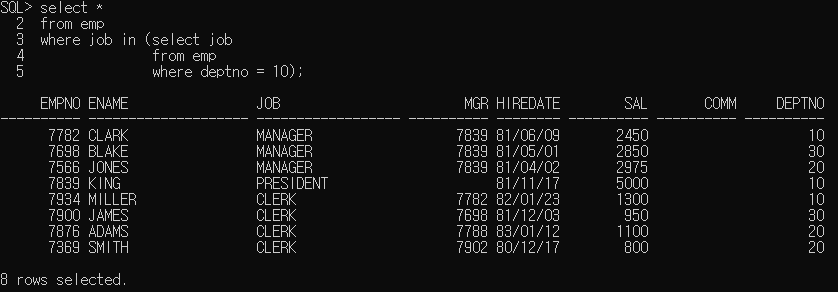 SQL> select *
  2  from emp
  3  where job in (select job
  4                from emp
  5                where deptno = 10);

     EMPNO ENAME                JOB                       MGR HIREDATE        SAL       COMM     DEPTNO
---------- -------------------- ------------------ ---------- -------- ---------- ---------- ----------
      7782 CLARK                MANAGER                  7839 81/06/09       2450                    10
      7698 BLAKE                MANAGER                  7839 81/05/01       2850                    30
      7566 JONES                MANAGER                  7839 81/04/02       2975                    20
      7839 KING                 PRESIDENT                     81/11/17       5000                    10
      7934 MILLER               CLERK                    7782 82/01/23       1300                    10
      7900 JAMES                CLERK                    7698 81/12/03        950                    30
      7876 ADAMS                CLERK                    7788 83/01/12       1100                    20
      7369 SMITH                CLERK                    7902 80/12/17        800                    20

8 rows selected.